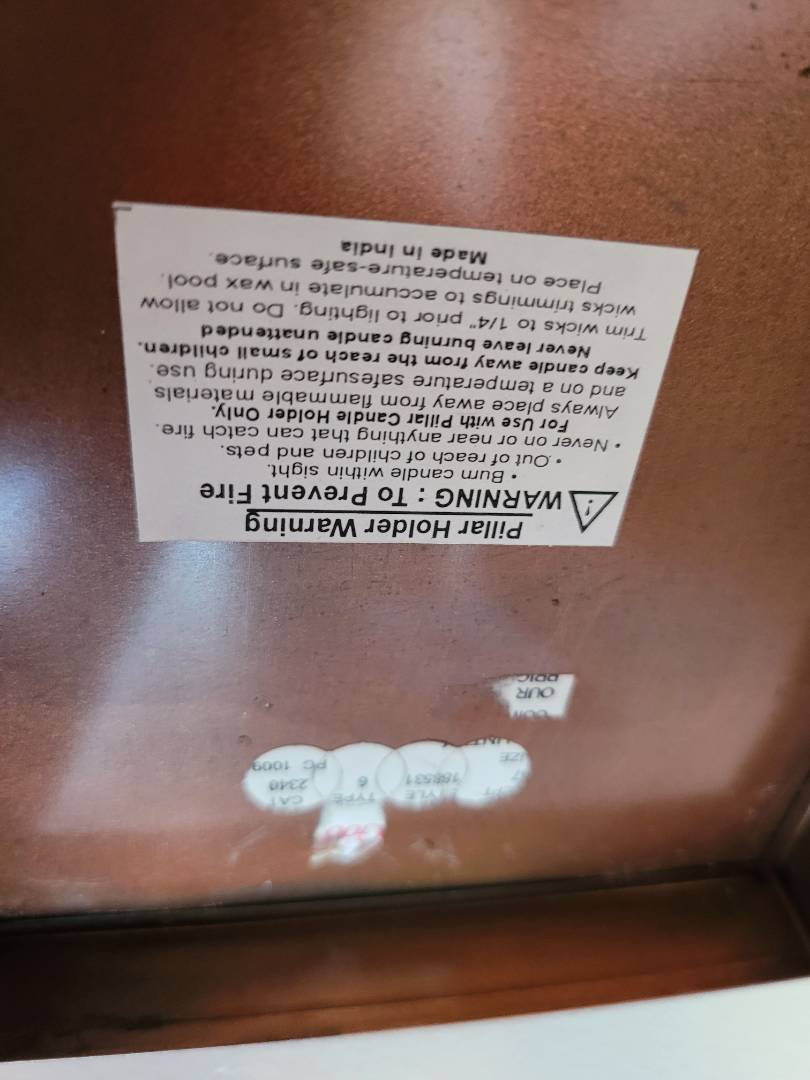 Pillar Holder Warning
WARNING : To Prevent Fire
• Burn candle within sight.
• Out of reach of children and pets.
• Never on or near anything that can catch fire.
For Use with Pillar Candle Holder Only.
Always place away from flammable materials
and on a temperature safesurface during use.
Keep candle away from the reach of small children.
Never leave burning candle unattended
Trim wicks to 1/4" prior to lighting. Do not allow
wicks trimmings to accumulate in wax pool.
Place on temperature-safe surface.
Made in India
OUR
TYLE
TYPE
CAT
188531
6
2340
PC 1009